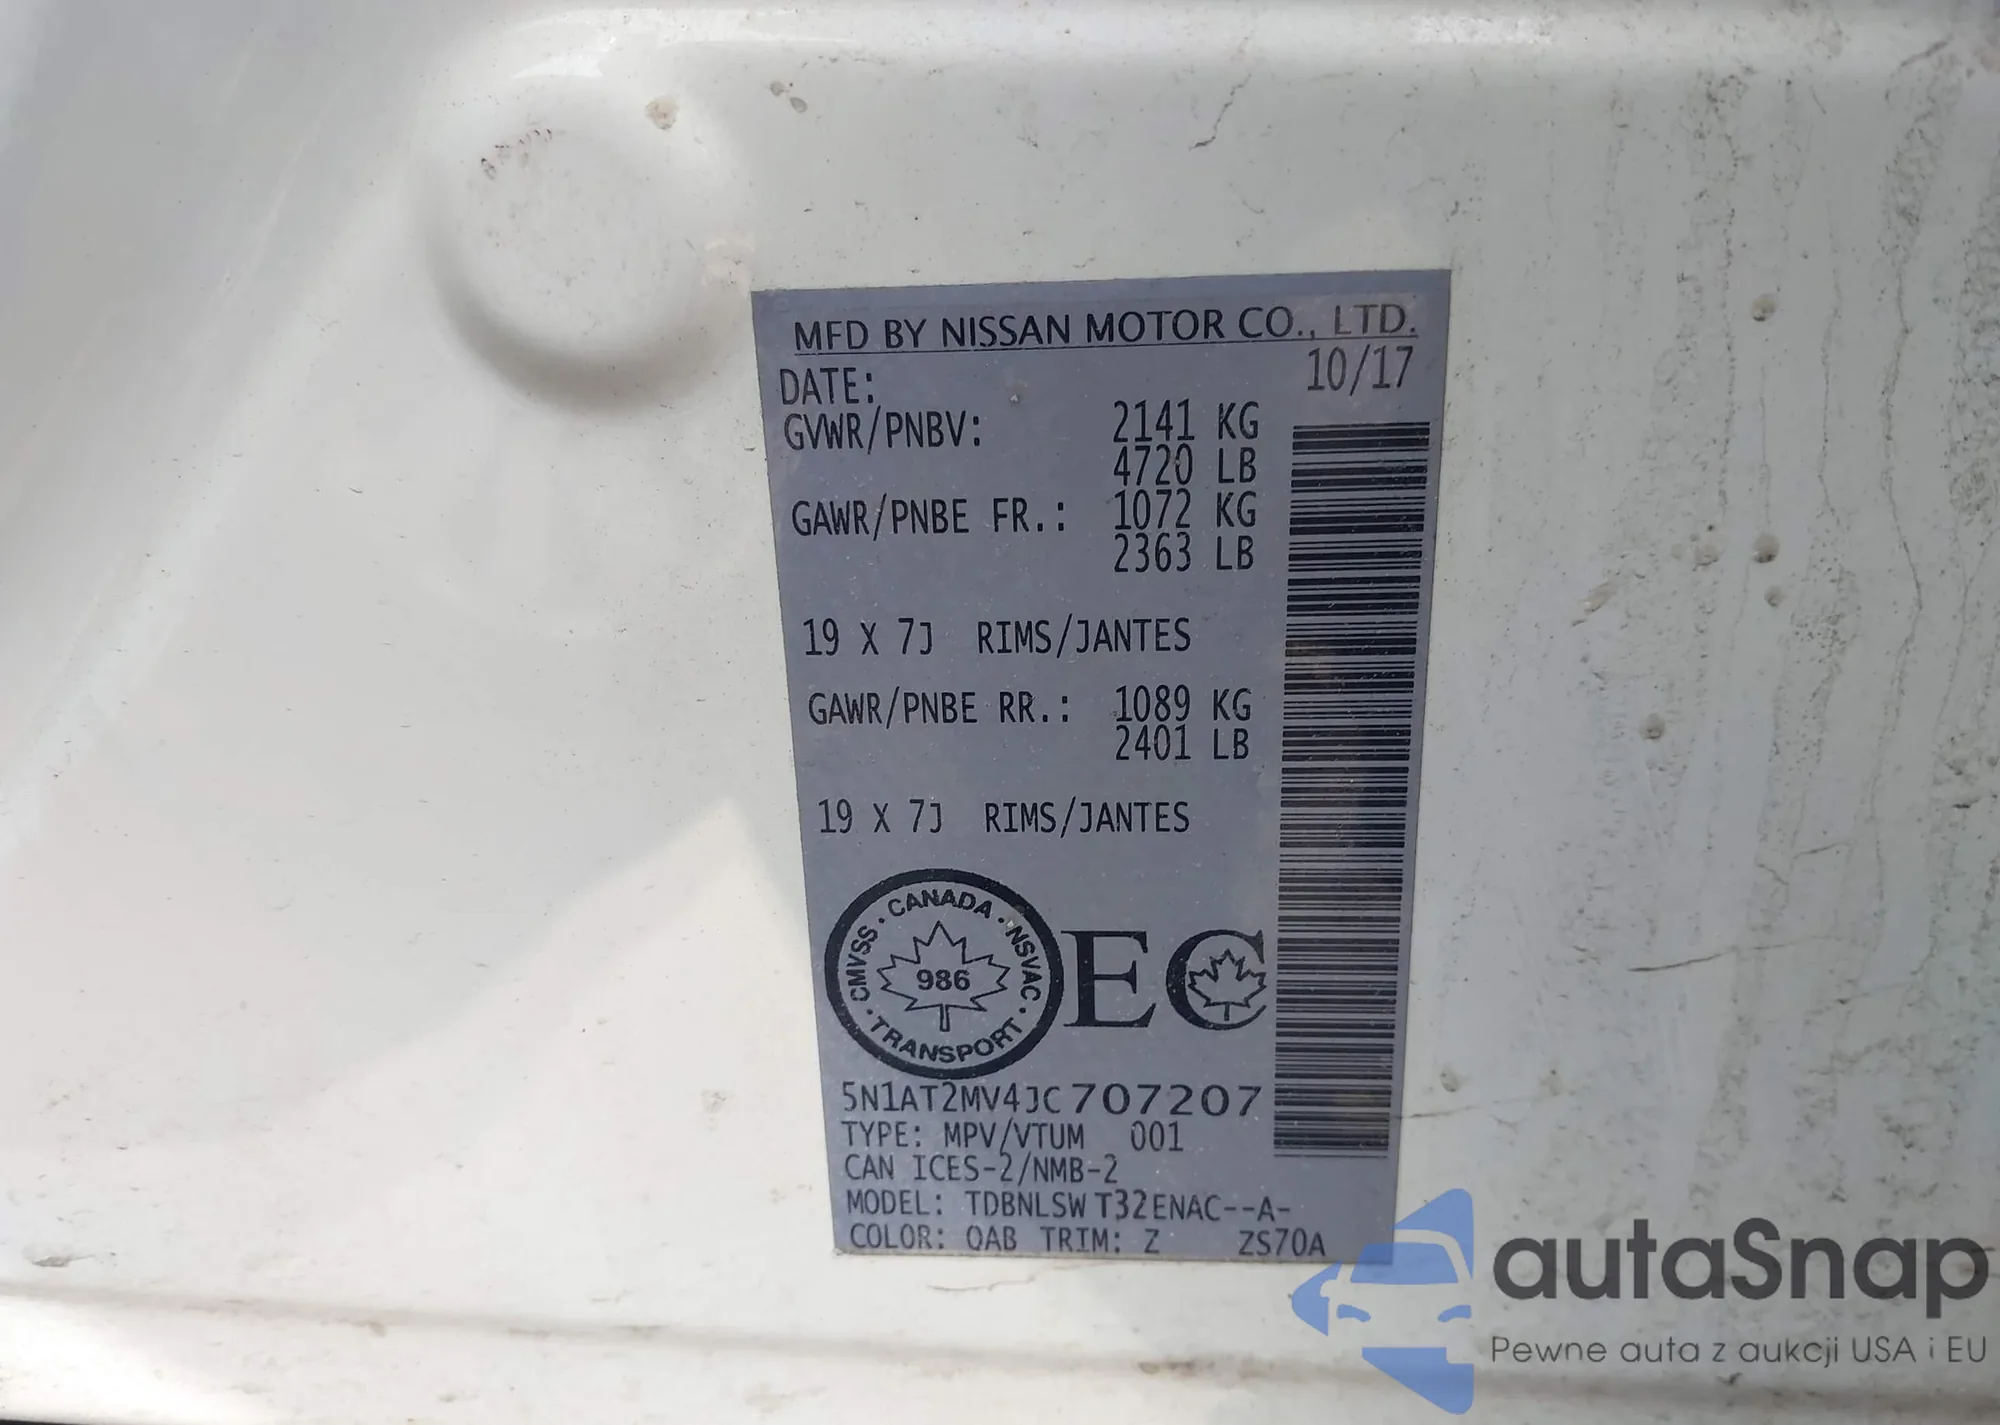 MFD BY NISSAN MOTOR CO., LTD.
DATE: 10/17
GVWR/PNBV: 2141 KG
4720 LB
GAWR/PNBE FR.: 1072 KG
2363 LB
19 X 7J RIMS/JANTES
GAWR/PNBE RR.: 1089 KG
2401 LB
19 X 7J RIMS/JANTES
CANADA · NSVAC · TRANSPORT · CMVSS ·
986
EC
5N1AT2MV4JC707207
TYPE: MPV/VTUM 001
CAN ICES-2/NMB-2
MODEL: TDBNLSW T32ENAC--A-
COLOR: QAB TRIM: Z ZS70A
autaSnap
Pewne auta z aukcji USA i EU